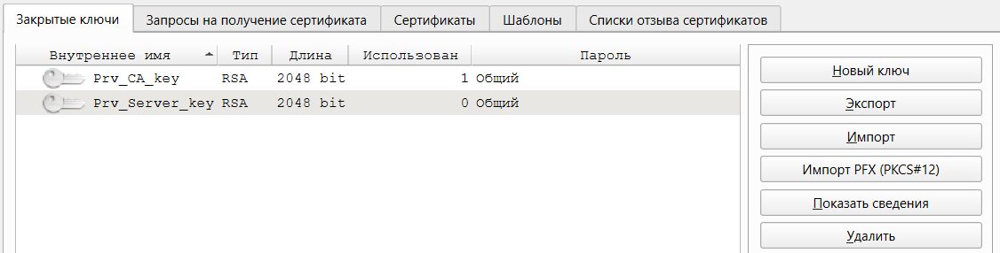 Закрытые ключи Запросы на получение сертификата Сертификаты Шаблоны Списки отзыва сертификатов
Внутреннее имя Тип Длина Использован Пароль
Prv_CA_key RSA 2048 bit 1 Общий
Prv_Server_key RSA 2048 bit 0 Общий
Новый ключ
Экспорт
Импорт
Импорт PFX (PKCS#12)
Показать сведения
Удалить